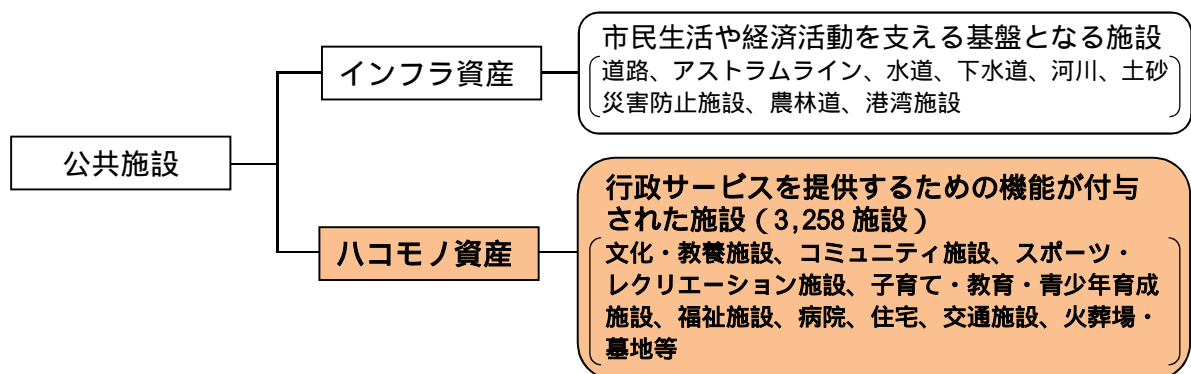 公共施設
インフラ資産
市民生活や経済活動を支える基盤となる施設
道路、アストラムライン、水道、下水道、河川、土砂
災害防止施設、農林道、港湾施設
ハコモノ資産
行政サービスを提供するための機能が付与
された施設（3,258 施設）
文化・教養施設、コミュニティ施設、スポーツ・
レクリエーション施設、子育て・教育・青少年育成
施設、福祉施設、病院、住宅、交通施設、火葬場・
墓地等